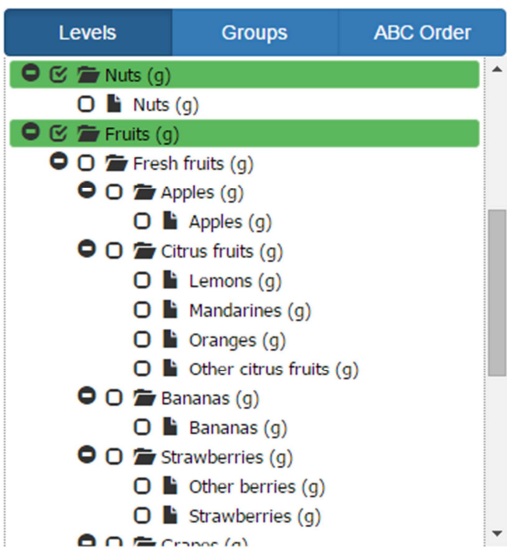 Levels Groups ABC Order
Nuts (g)
Nuts (g)
Fruits (g)
Fresh fruits (g)
Apples (g)
Apples (g)
Citrus fruits (g)
Lemons (g)
Mandarines (g)
Oranges (g)
Other citrus fruits (g)
Bananas (g)
Bananas (g)
Strawberries (g)
Other berries (g)
Strawberries (g)
Grapes (g)